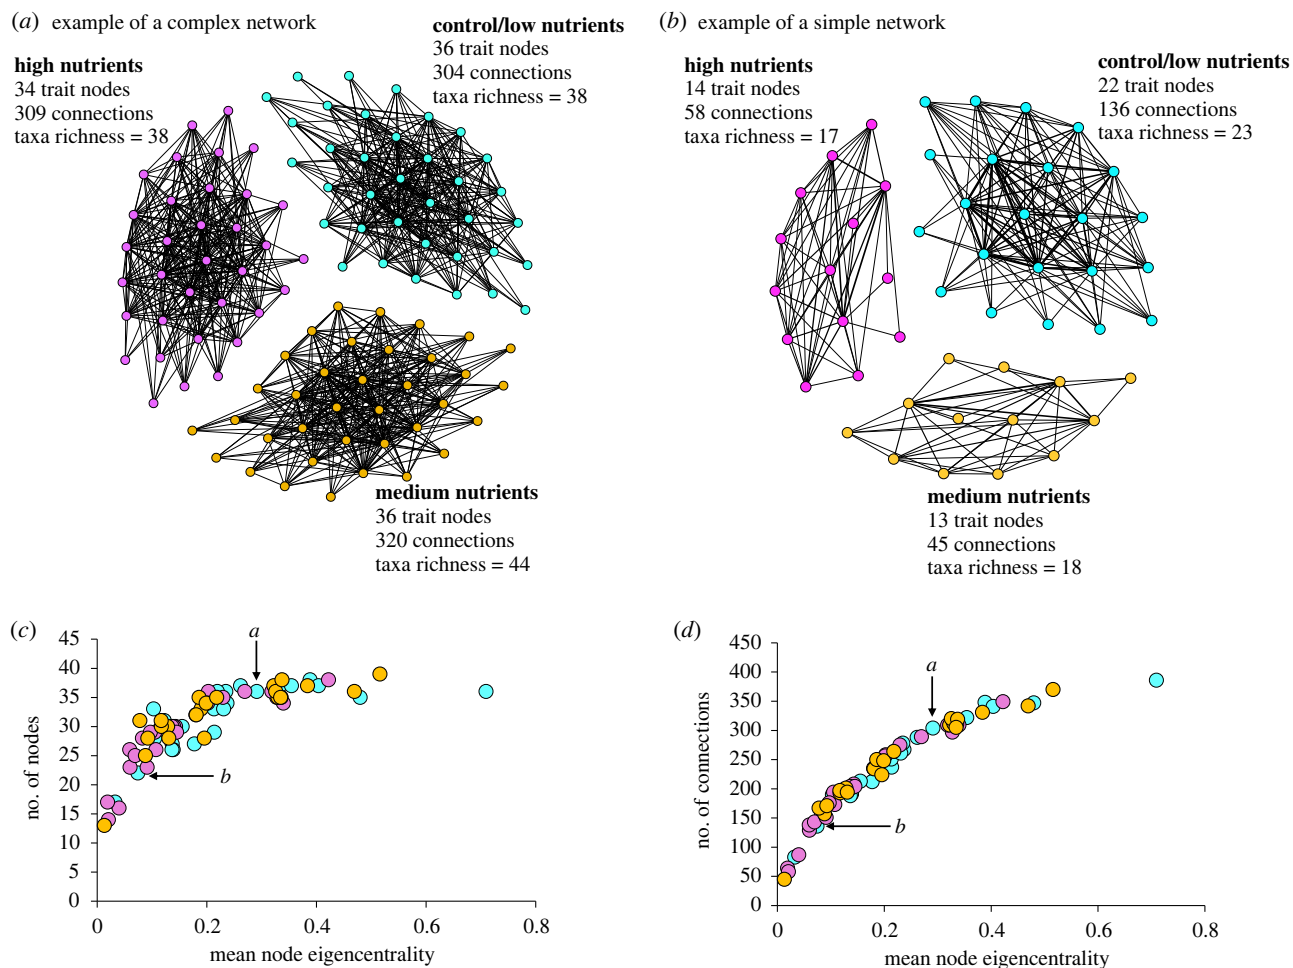 (a) example of a complex network
high nutrients
34 trait nodes
309 connections
taxa richness = 38
control/low nutrients
36 trait nodes
304 connections
taxa richness = 38
medium nutrients
36 trait nodes
320 connections
taxa richness = 44
(b) example of a simple network
high nutrients
14 trait nodes
58 connections
taxa richness = 17
control/low nutrients
22 trait nodes
136 connections
taxa richness = 23
medium nutrients
13 trait nodes
45 connections
taxa richness = 18
(c)
no. of nodes
45
40
35
30
25
20
15
10
5
0
a
b
0 0.2 0.4 0.6 0.8
mean node eigencentrality
(d)
no. of connections
450
400
350
300
250
200
150
100
50
0
a
b
0 0.2 0.4 0.6 0.8
mean node eigencentrality